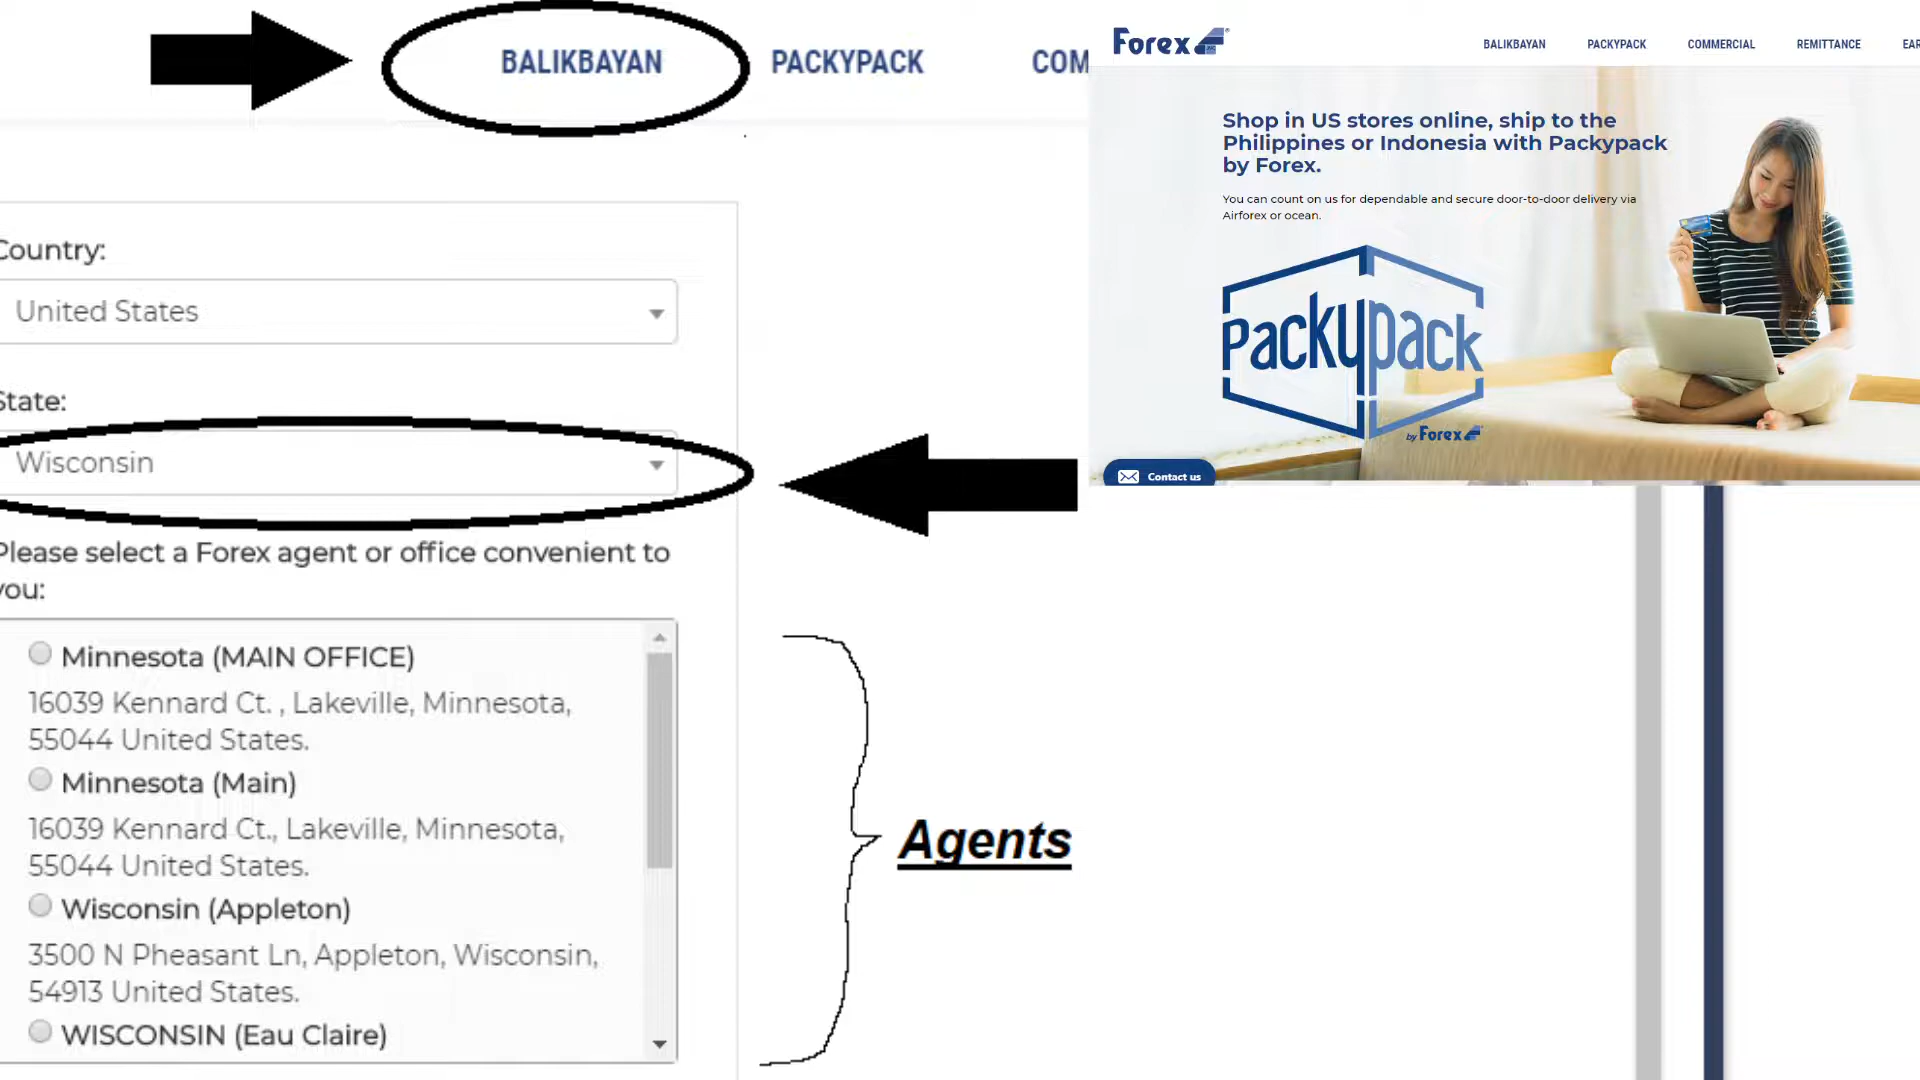 BALIKBAYAN PACKYPACK COM
Country:
United States
State:
Wisconsin
Please select a Forex agent or office convenient to
you:
Minnesota (MAIN OFFICE)
16039 Kennard Ct. , Lakeville, Minnesota,
55044 United States.
Minnesota (Main)
16039 Kennard Ct., Lakeville, Minnesota,
55044 United States.
Wisconsin (Appleton)
3500 N Pheasant Ln, Appleton, Wisconsin,
54913 United States.
WISCONSIN (Eau Claire)
Agents
Forex
BALIKBAYAN PACKYPACK COMMERCIAL REMITTANCE EAR
Shop in US stores online, ship to the
Philippines or Indonesia with Packypack
by Forex.
You can count on us for dependable and secure door-to-door delivery via
Airforex or ocean.
Packypack
by Forex
Contact us